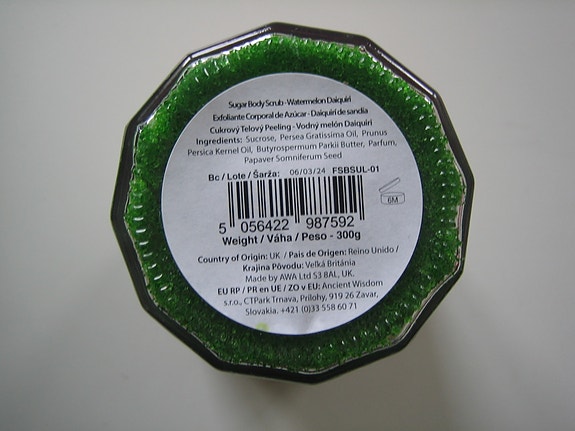 Sugar Body Scrub - Watermelon Daiquiri
Exfoliante Corporal de Azúcar - Daiquiri de sandía
Cukrový Telový Peeling - Vodný melón Daiquiri
Ingredients: Sucrose, Persea Gratissima Oil, Prunus
Persica Kernel Oil, Butyrospermum Parkii Butter, Parfum,
Papaver Somniferum Seed
Bc / Lote / Šarža: 06/03/24 FSBSUL-01
6M
5 056422 987592
Weight / Váha / Peso - 300g
Country of Origin: UK / Pais de Origen: Reino Unido /
Krajina Pôvodu: Veľká Británia
Made by AWA Ltd S3 8AL, UK.
EU RP / PR en UE / ZO v EU: Ancient Wisdom
s.r.o., CTPark Trnava, Prilohy, 919 26 Zavar,
Slovakia. +421 (0)33 558 60 71